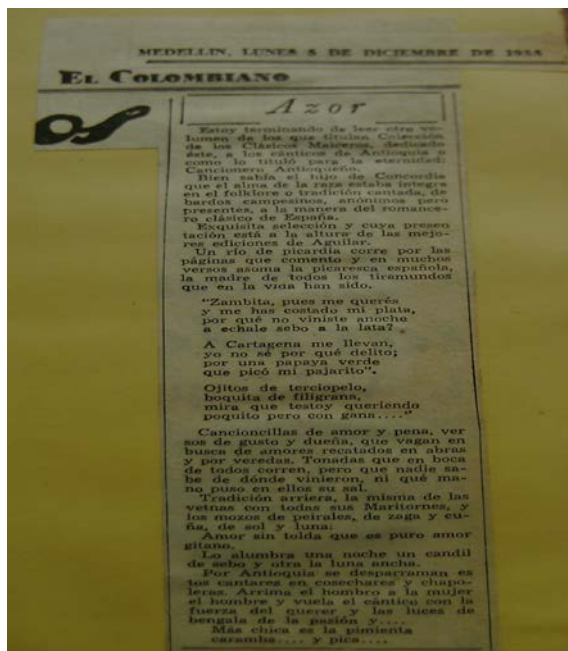 MEDELLIN, LUNES 5 DE DICIEMBRE DE 1955
EL COLOMBIANO
Azor
Estoy terminando de leer otro vo-
lumen de los que titulan Colección
de los Clásicos Maiceros, dedicado
éste, a los cánticos de Antioquia o
como lo tituló para la eternidad:
Cancionero Antioqueño.
Bien sabía el hijo de Concordia
que el alma de la raza estaba íntegra
en el folklore o tradición cantada, de
bardos campesinos, anónimos pero
presentes, a la manera del romance-
ro clásico de España.
Exquisita selección y cuya presen
tación está a la altura de las mejo-
res ediciones de Aguilar.
Un río de picardía corre por las
páginas que comento y en muchos
versos asoma la picaresca española,
la madre de todos los tiramundos
que en la vida han sido.
"Zambita, pues me querés
y me has costado mi plata,
por qué no viniste anoche
a echale sebo a la lata?
A Cartagena me llevan,
yo no sé por qué delito;
por una papaya verde
que picó mi pajarito".
Ojitos de terciopelo,
boquita de filigrana,
mira que testoy queriendo
poquito pero con gana...."
Cancioncillas de amor y pena, ver
sos de gusto y dueña, que vagan en
busca de amores recatados en abras
y por veredas. Tonadas que en boca
de todos corren, pero que nadie sa-
be de dónde vinieron, ni qué ma-
no puso en ellos su sal.
Tradición arriera, la misma de las
vetnas con todas sus Maritornes, y
los mozos de peirales, de zaga y cu-
ña, de sol y luna:
Amor sin tolda que es puro amor
gitano.
Lo alumbra una noche un candil
de sebo y otra la luna ancha.
Por Antioquia se desparraman es
tos cantares en cosechares y chapo-
leras. Arrima el hombro a la mujer
el hombre y vuela el cántico con la
fuerza del querer y las luces de
bengala de la pasión y....
Más chica es la pimienta
caramba.... y pica....